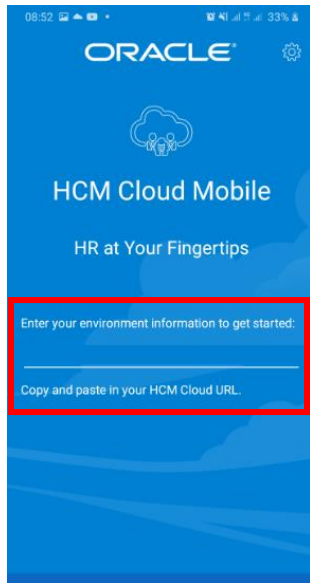 08:52 33%
ORACLE
HCM Cloud Mobile
HR at Your Fingertips
Enter your environment information to get started:
Copy and paste in your HCM Cloud URL.